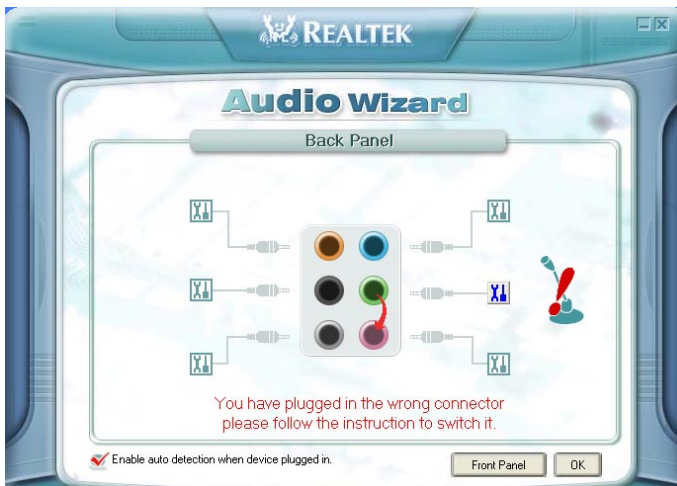 REALTEK
Audio Wizard
Back Panel
You have plugged in the wrong connector
please follow the instruction to switch it.
Enable auto detection when device plugged in.
Front Panel
OK